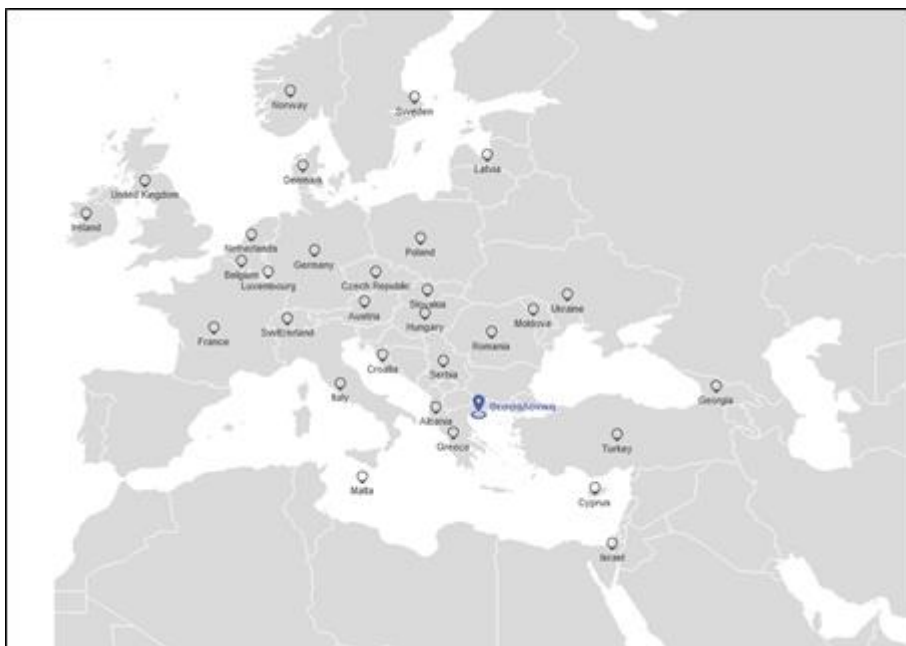 Norway
Sweden
Latvia
Denmark
United Kingdom
Ireland
Netherlands
Poland
Germany
Belgium
Luxembourg
Czech Republic
Slovakia
Ukraine
Austria
Moldova
Hungary
Switzerland
France
Romania
Croatia
Serbia
Italy
Georgia
Θεσσαλονίκη
Albania
Greece
Turkey
Malta
Cyprus
Israel